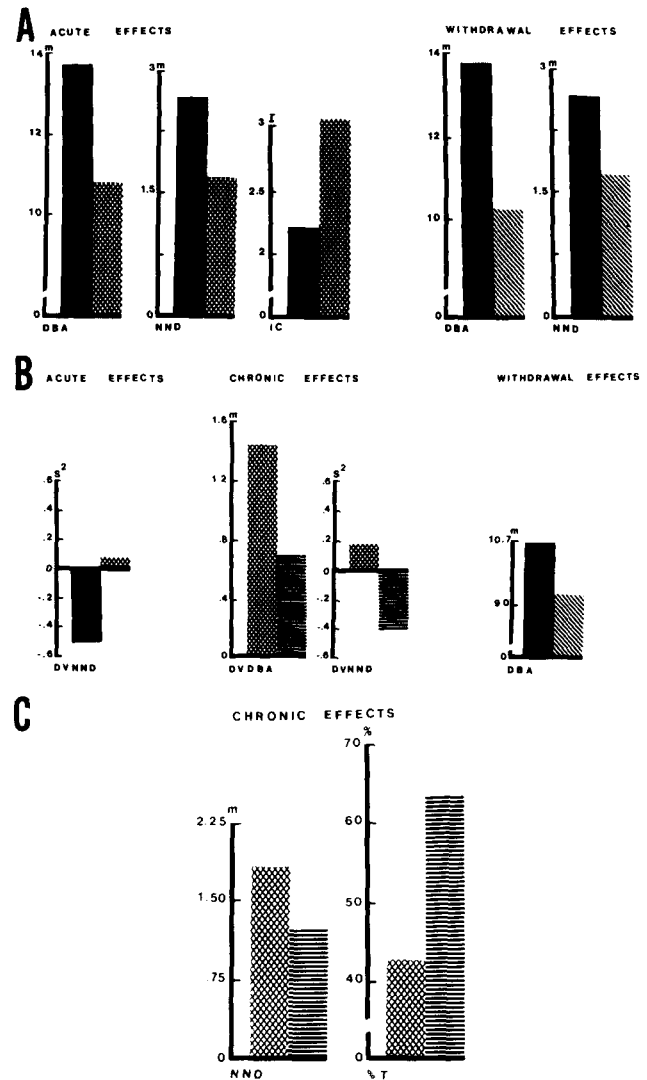 A ACUTE EFFECTS WITHDRAWAL EFFECTS
14 m
12
10
0
DBA
3 m
1.5
0
NND
3 I
2.5
2
0
IC
14 m
12
10
0
DBA
3 m
1.5
0
NND
B ACUTE EFFECTS CHRONIC EFFECTS WITHDRAWAL EFFECTS
S²
.6
.4
.2
0
-.2
-.4
-.6
DVNND
1.6 m
1.2
.8
.4
0
DVDBA
S²
.6
.4
.2
0
-.2
-.4
-.6
DVNND
10.7 m
9.0
0
DBA
C CHRONIC EFFECTS
2.25 m
1.50
.75
0
NND
%
70
60
50
40
0
%T